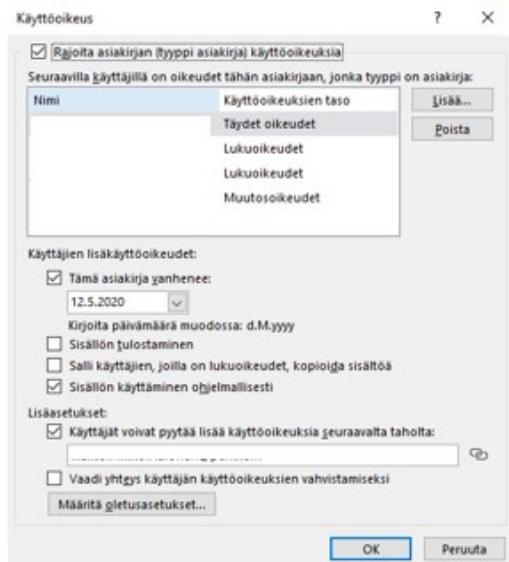 Käyttöoikeus ? ×
Rajoita asiakirjan (tyyppi asiakirja) käyttöoikeuksia
Seuraavilla käyttäjillä on oikeudet tähän asiakirjaan, jonka tyyppi on asiakirja:
Nimi Käyttöoikeuksien taso Lisää...
Täydet oikeudet Poista
Lukuoikeudet
Lukuoikeudet
Muutosoikeudet
Käyttäjien lisäkäyttöoikeudet:
Tämä asiakirja vanhenee:
12.5.2020
Kirjoita päivämäärä muodossa: d.M.yyyy
Sisällön tulostaminen
Salli käyttäjien, joilla on lukuoikeudet, kopioida sisältöä
Sisällön käyttäminen ohjelmallisesti
Lisäasetukset:
Käyttäjät voivat pyytää lisää käyttöoikeuksia seuraavalta taholta:
Vaadi yhteys käyttäjän käyttöoikeuksien vahvistamiseksi
Määritä oletusasetukset...
OK Peruuta